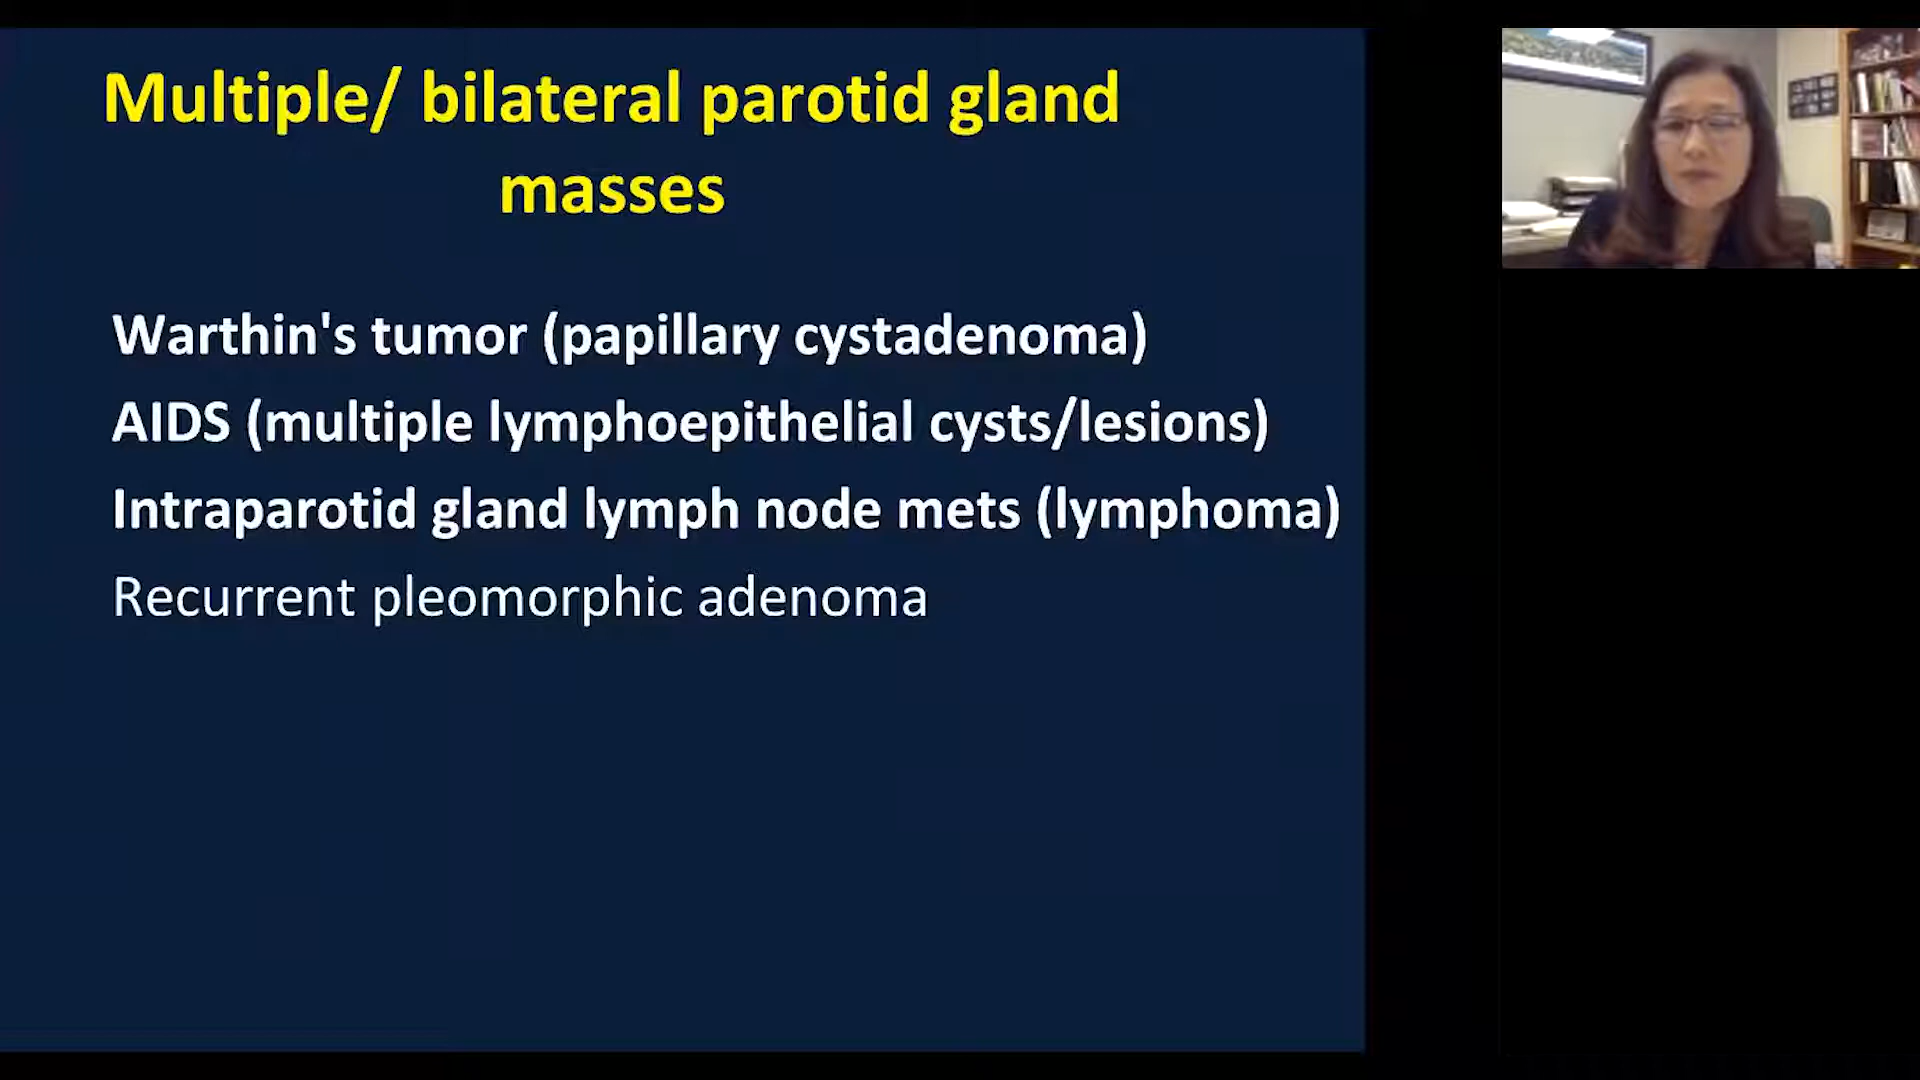 Multiple/ bilateral parotid gland
masses
Warthin's tumor (papillary cystadenoma)
AIDS (multiple lymphoepithelial cysts/lesions)
Intraparotid gland lymph node mets (lymphoma)
Recurrent pleomorphic adenoma